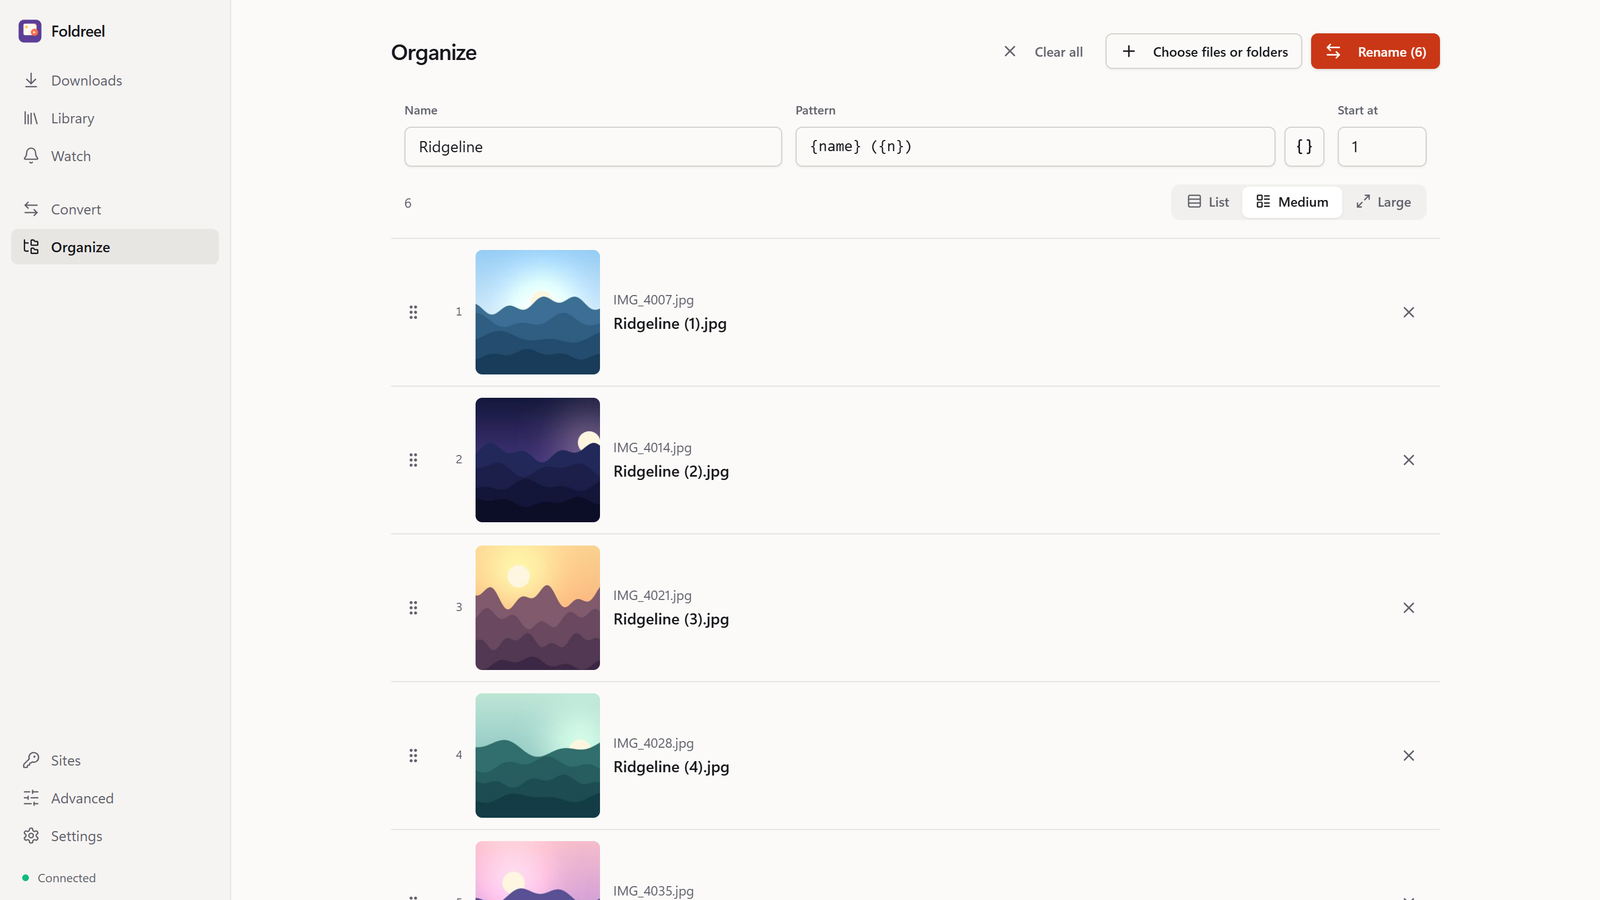 Foldreel
Downloads
Library
Watch
Convert
Organize
Sites
Advanced
Settings
Connected
Organize
Clear all
Choose files or folders
Rename (6)
Name
Pattern
Start at
Ridgeline
{name} ({n})
{}
1
6
List
Medium
Large
1
IMG_4007.jpg
Ridgeline (1).jpg
2
IMG_4014.jpg
Ridgeline (2).jpg
3
IMG_4021.jpg
Ridgeline (3).jpg
4
IMG_4028.jpg
Ridgeline (4).jpg
IMG_4035.jpg